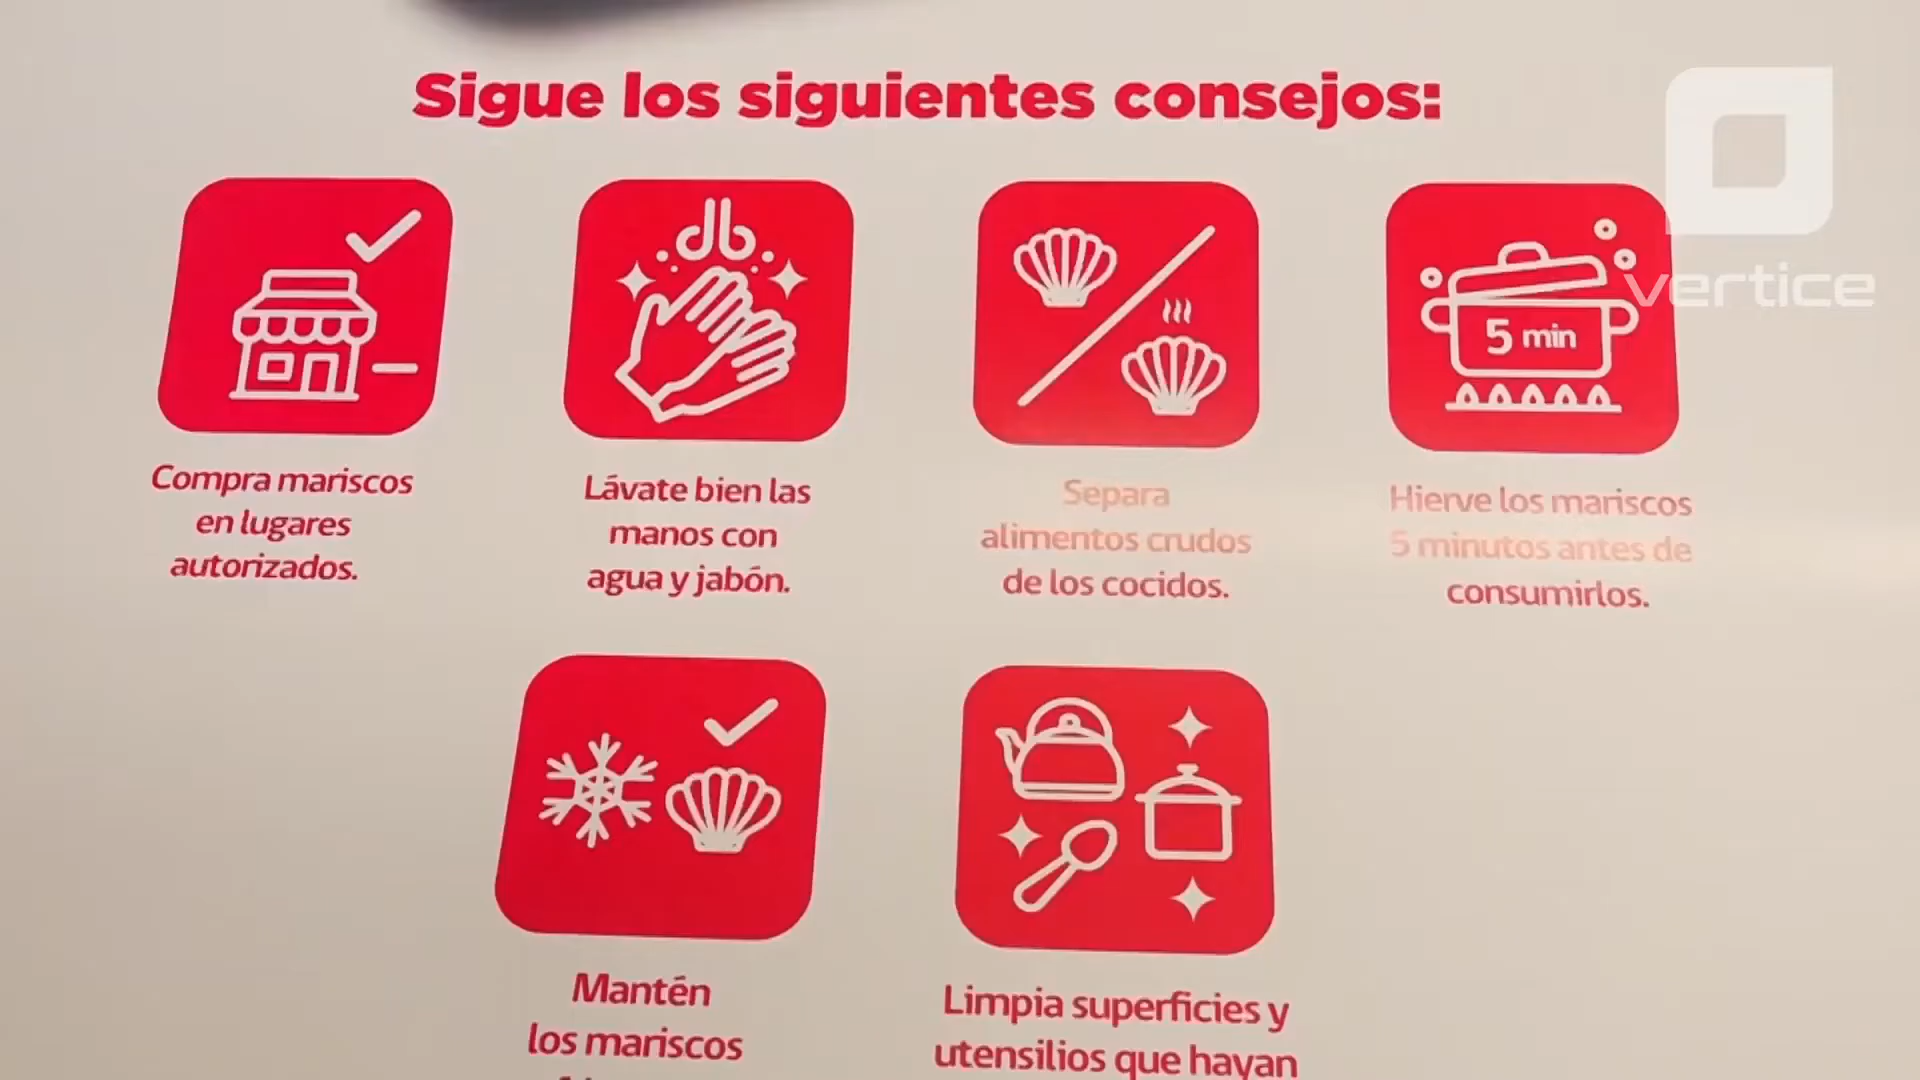 Sigue los siguientes consejos:
vertice
5 min
Compra mariscos
en lugares
autorizados.
Lávate bien las
manos con
agua y jabón.
Separa
alimentos crudos
de los cocidos.
Hierve los mariscos
5 minutos antes de
consumirlos.
Mantén
los mariscos
Limpia superficies y
utensilios que hayan